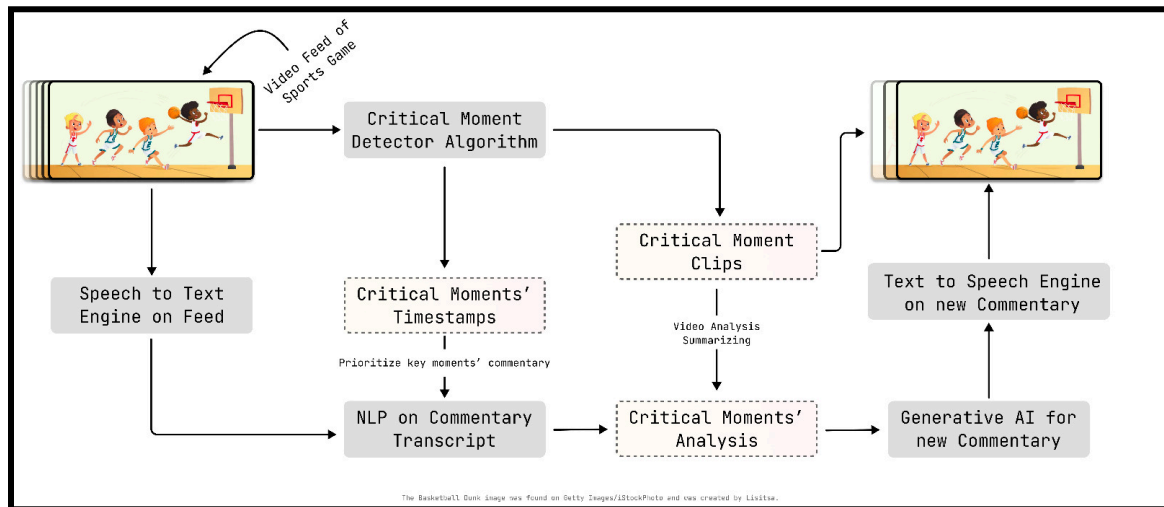 Video Feed of
Sports Game
Critical Moment
Detector Algorithm
Critical Moment
Clips
Speech to Text
Engine on Feed
Critical Moments’
Timestamps
Text to Speech Engine
on new Commentary
Video Analysis
Summarizing
Prioritize key moments’ commentary
NLP on Commentary
Transcript
Critical Moments’
Analysis
Generative AI for
new Commentary
The Basketball Dunk image was found on Getty Images/iStockPhoto and was created by Lisitsa.